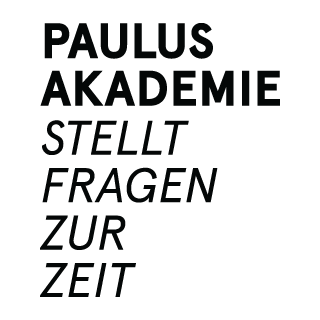 PAULUS
AKADEMIE
STELLT
FRAGEN
ZUR
ZEIT